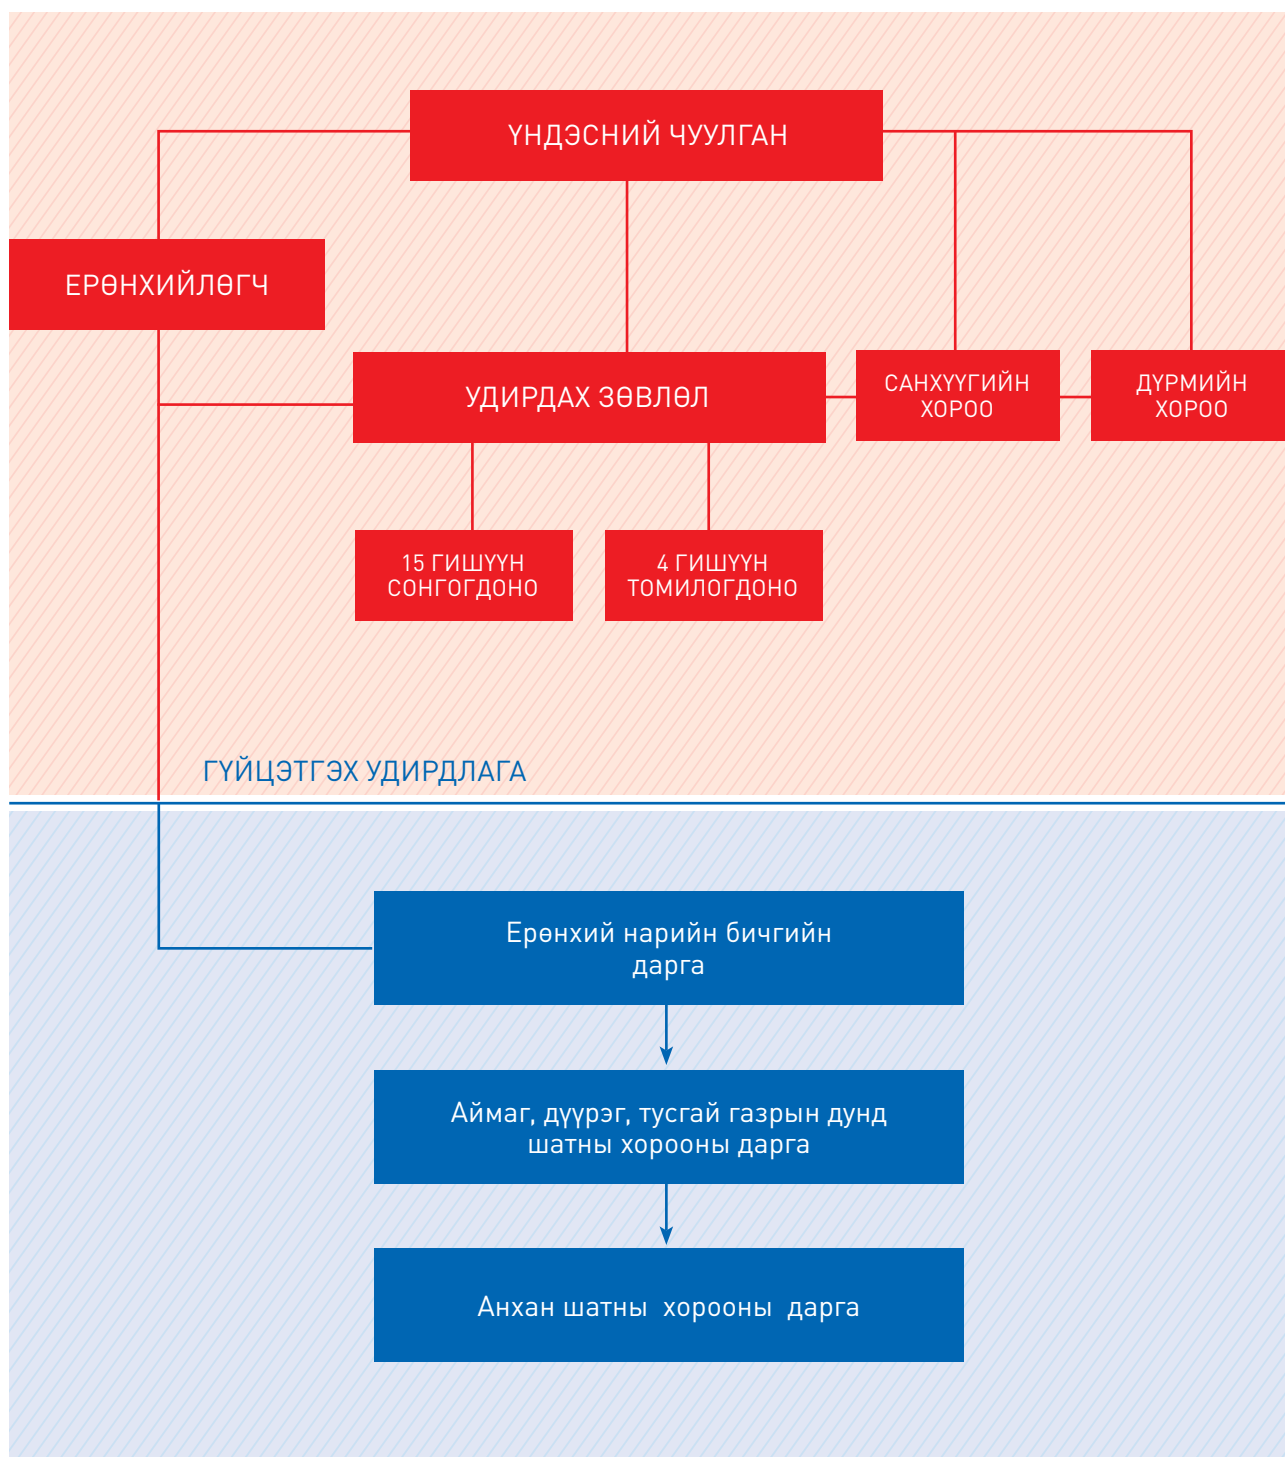 ҮНДЭСНИЙ ЧУУЛГАН
ЕРӨНХИЙЛӨГЧ
УДИРДАХ ЗӨВЛӨЛ
САНХҮҮГИЙН
ХОРОО
ДҮРМИЙН
ХОРОО
15 ГИШҮҮН
СОНГОГДОНО
4 ГИШҮҮН
ТОМИЛОГДОНО
ГҮЙЦЭТГЭХ УДИРДЛАГА
Ерөнхий нарийн бичгийн
дарга
Аймаг, дүүрэг, тусгай газрын дунд
шатны хорооны дарга
Анхан шатны хорооны дарга